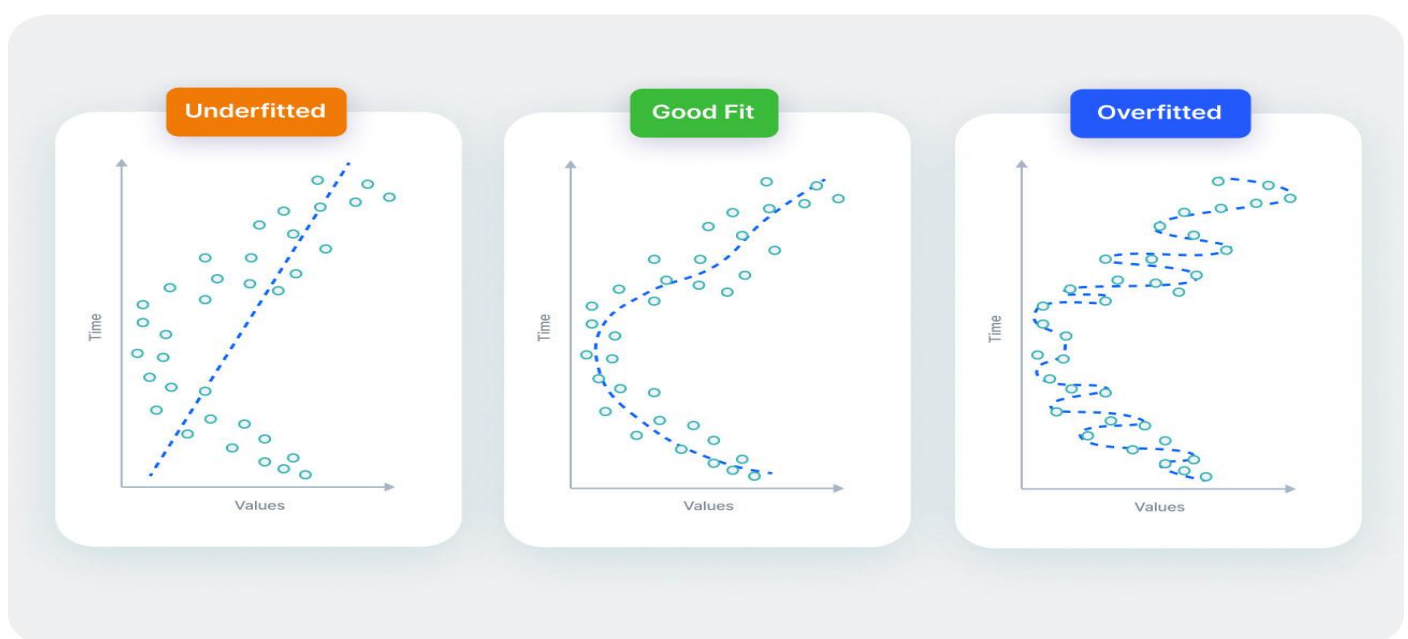 Underfitted
Good Fit
Overfitted
Time
Values
Time
Values
Time
Values